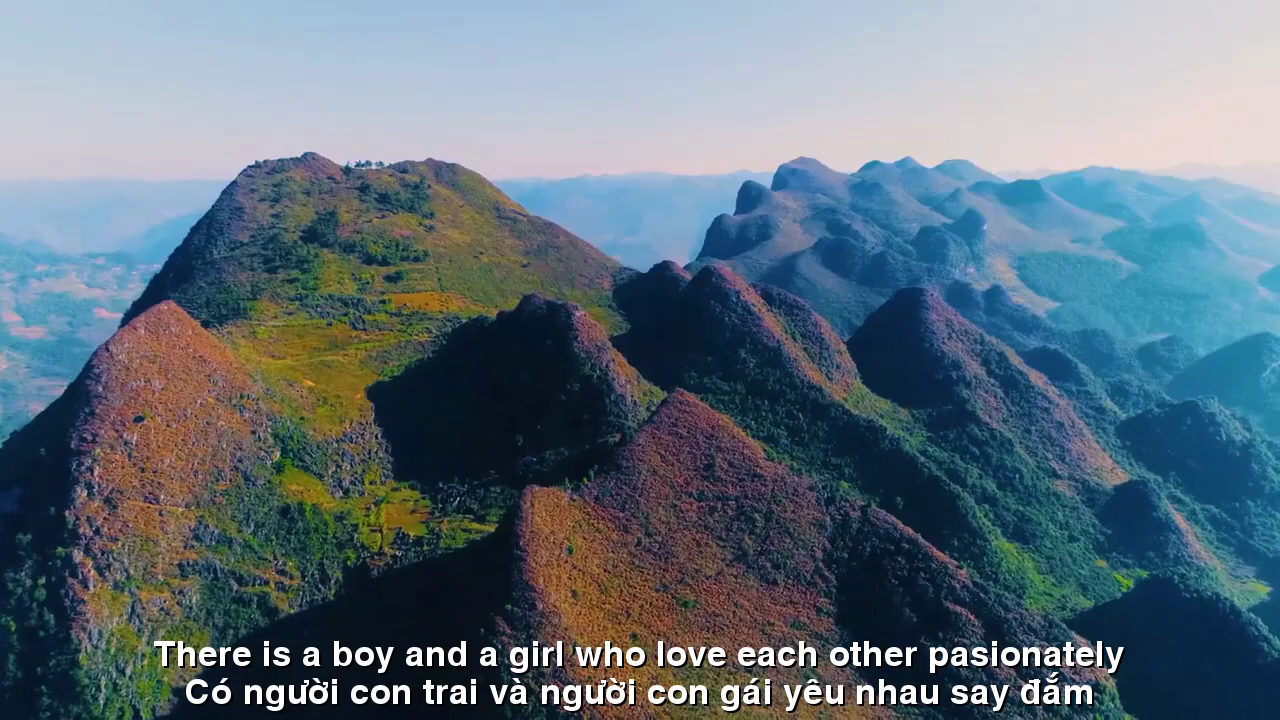 There is a boy and a girl who love each other pasionately
Có người con trai và người con gái yêu nhau say đắm